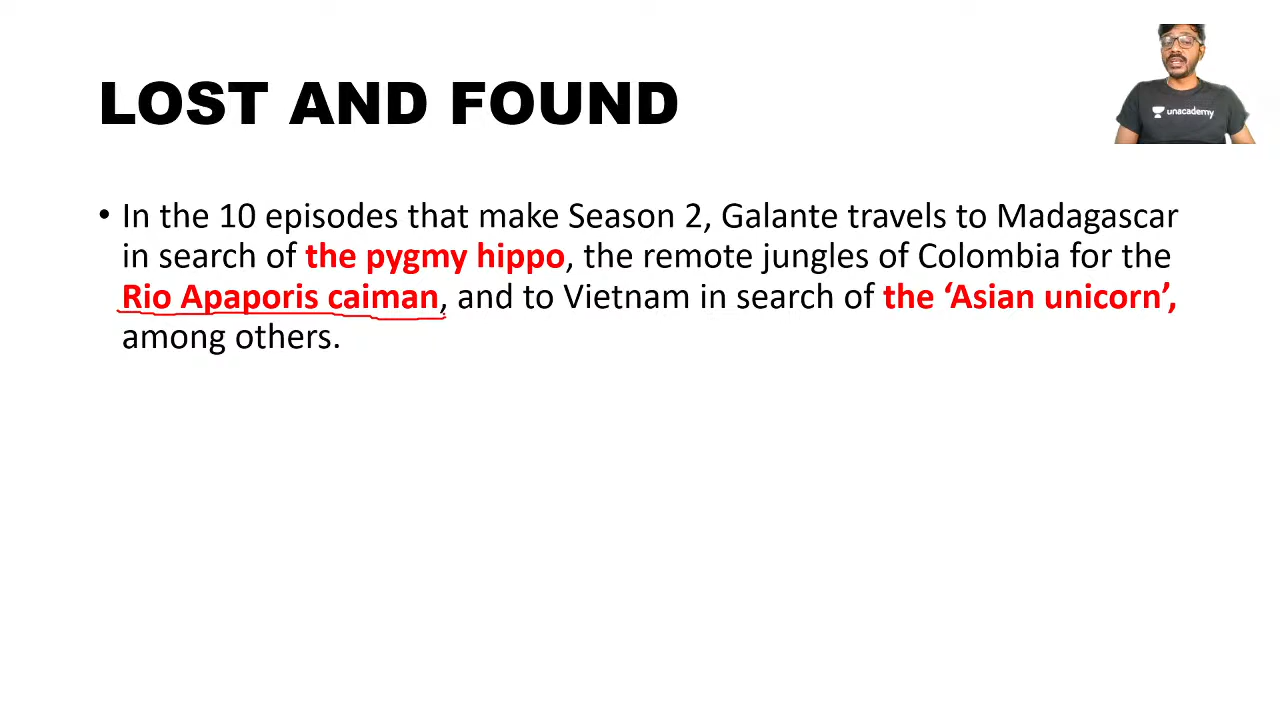 LOST AND FOUND
unacademy
• In the 10 episodes that make Season 2, Galante travels to Madagascar
in search of the pygmy hippo, the remote jungles of Colombia for the
Rio Apaporis caiman, and to Vietnam in search of the ‘Asian unicorn’,
among others.